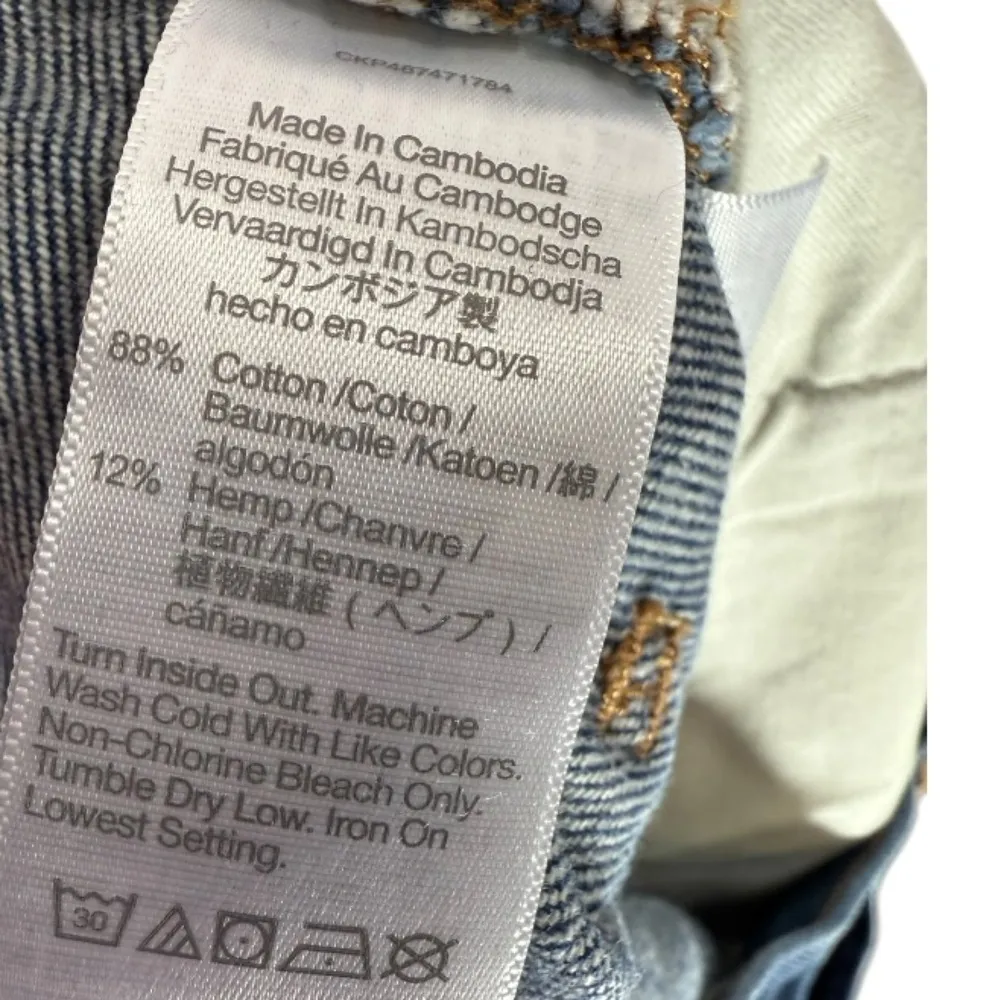 CKP467471784
Made In Cambodia
Fabriqué Au Cambodge
Hergestellt In Kambodscha
Vervaardigd In Cambodja
カンボジア製
hecho en camboya
88% Cotton /Coton /
Baumwolle /Katoen /綿 /
algodón
12% Hemp /Chanvre /
Hanf /Hennep /
植物繊維 ( ヘンプ ) /
cáñamo
Turn Inside Out. Machine
Wash Cold With Like Colors.
Non-Chlorine Bleach Only.
Tumble Dry Low. Iron On
Lowest Setting.
30